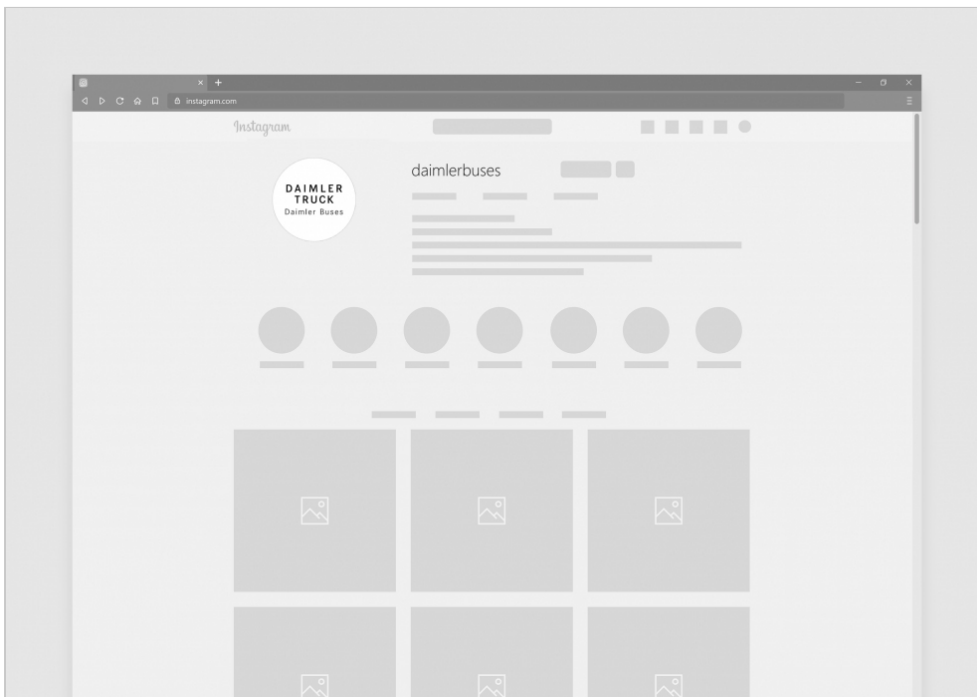 instagram.com
Instagram
daimlerbuses
DAIMLER
TRUCK
Daimler Buses